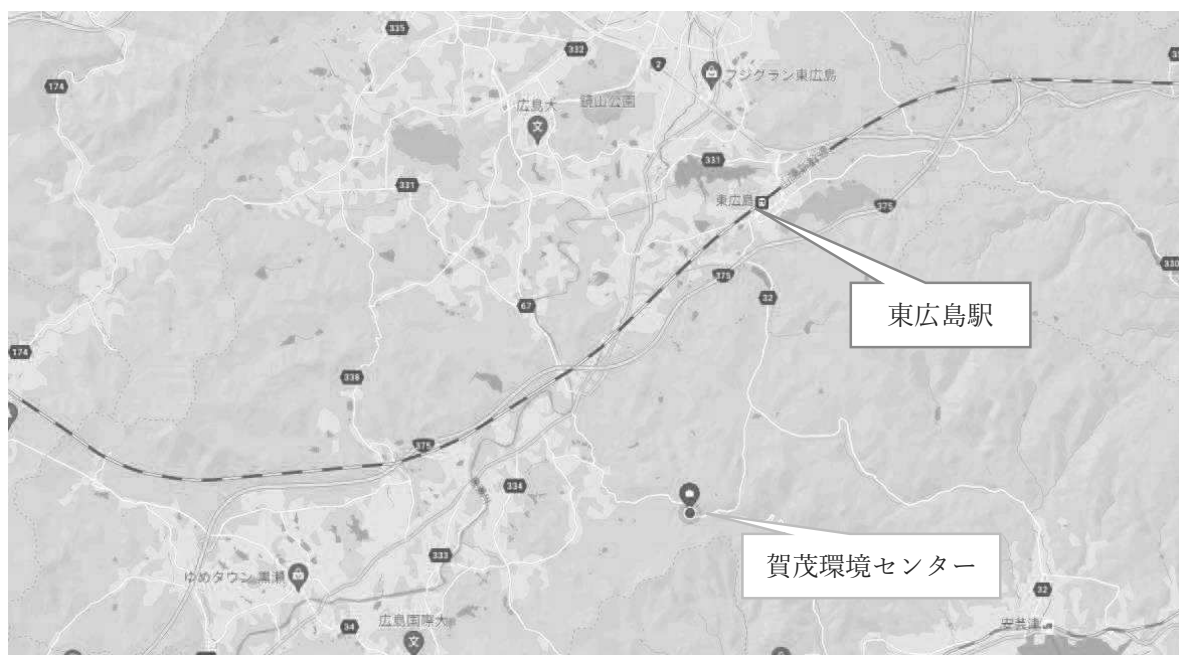 335
332
2
フジグラン東広島
174
広島大
鏡山公園
331
331
東広島
375
330
375
32
東広島駅
67
174
338
375
334
賀茂環境センター
333
ゆめタウン 黒瀬
32
34
広島国際大
安芸津